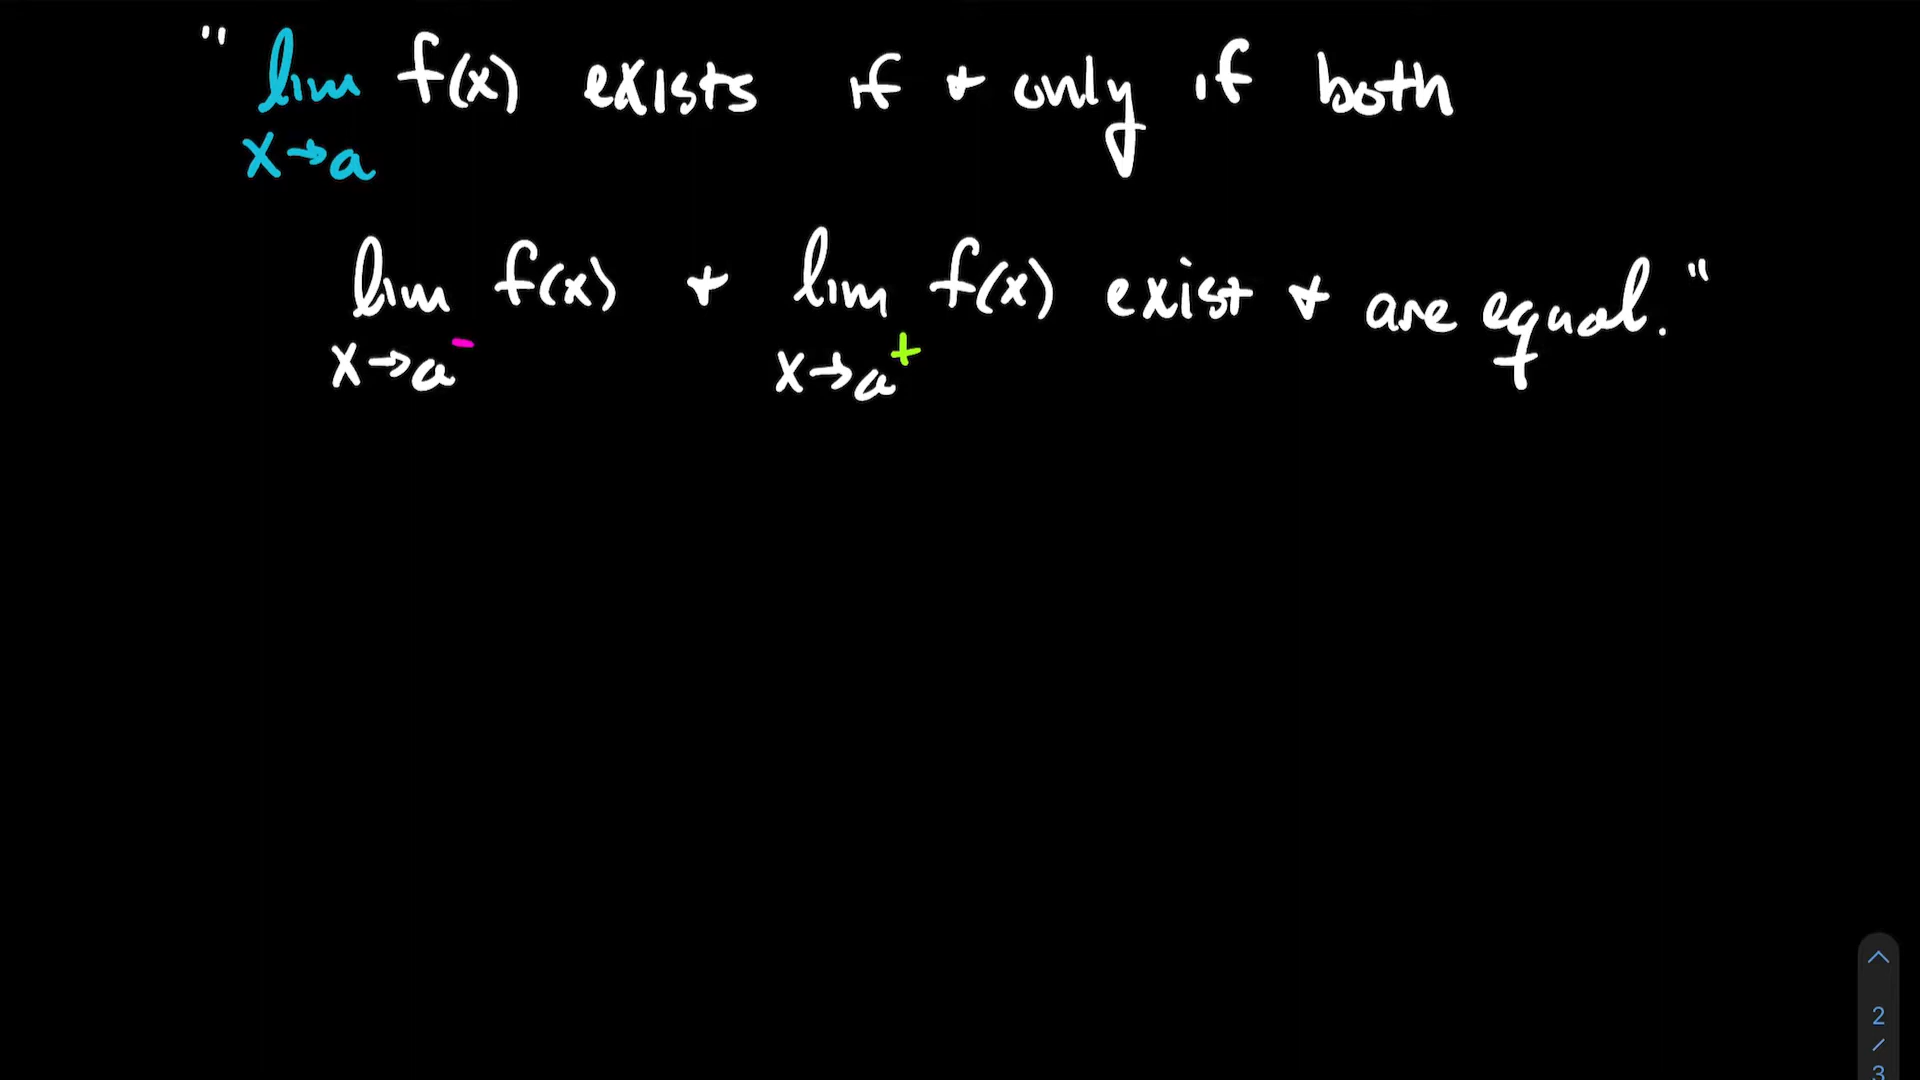 " lim f(x) exists if & only if both
x→a
lim f(x) & lim f(x) exist & are equal. "
x→a⁻ x→a⁺
2
/
3